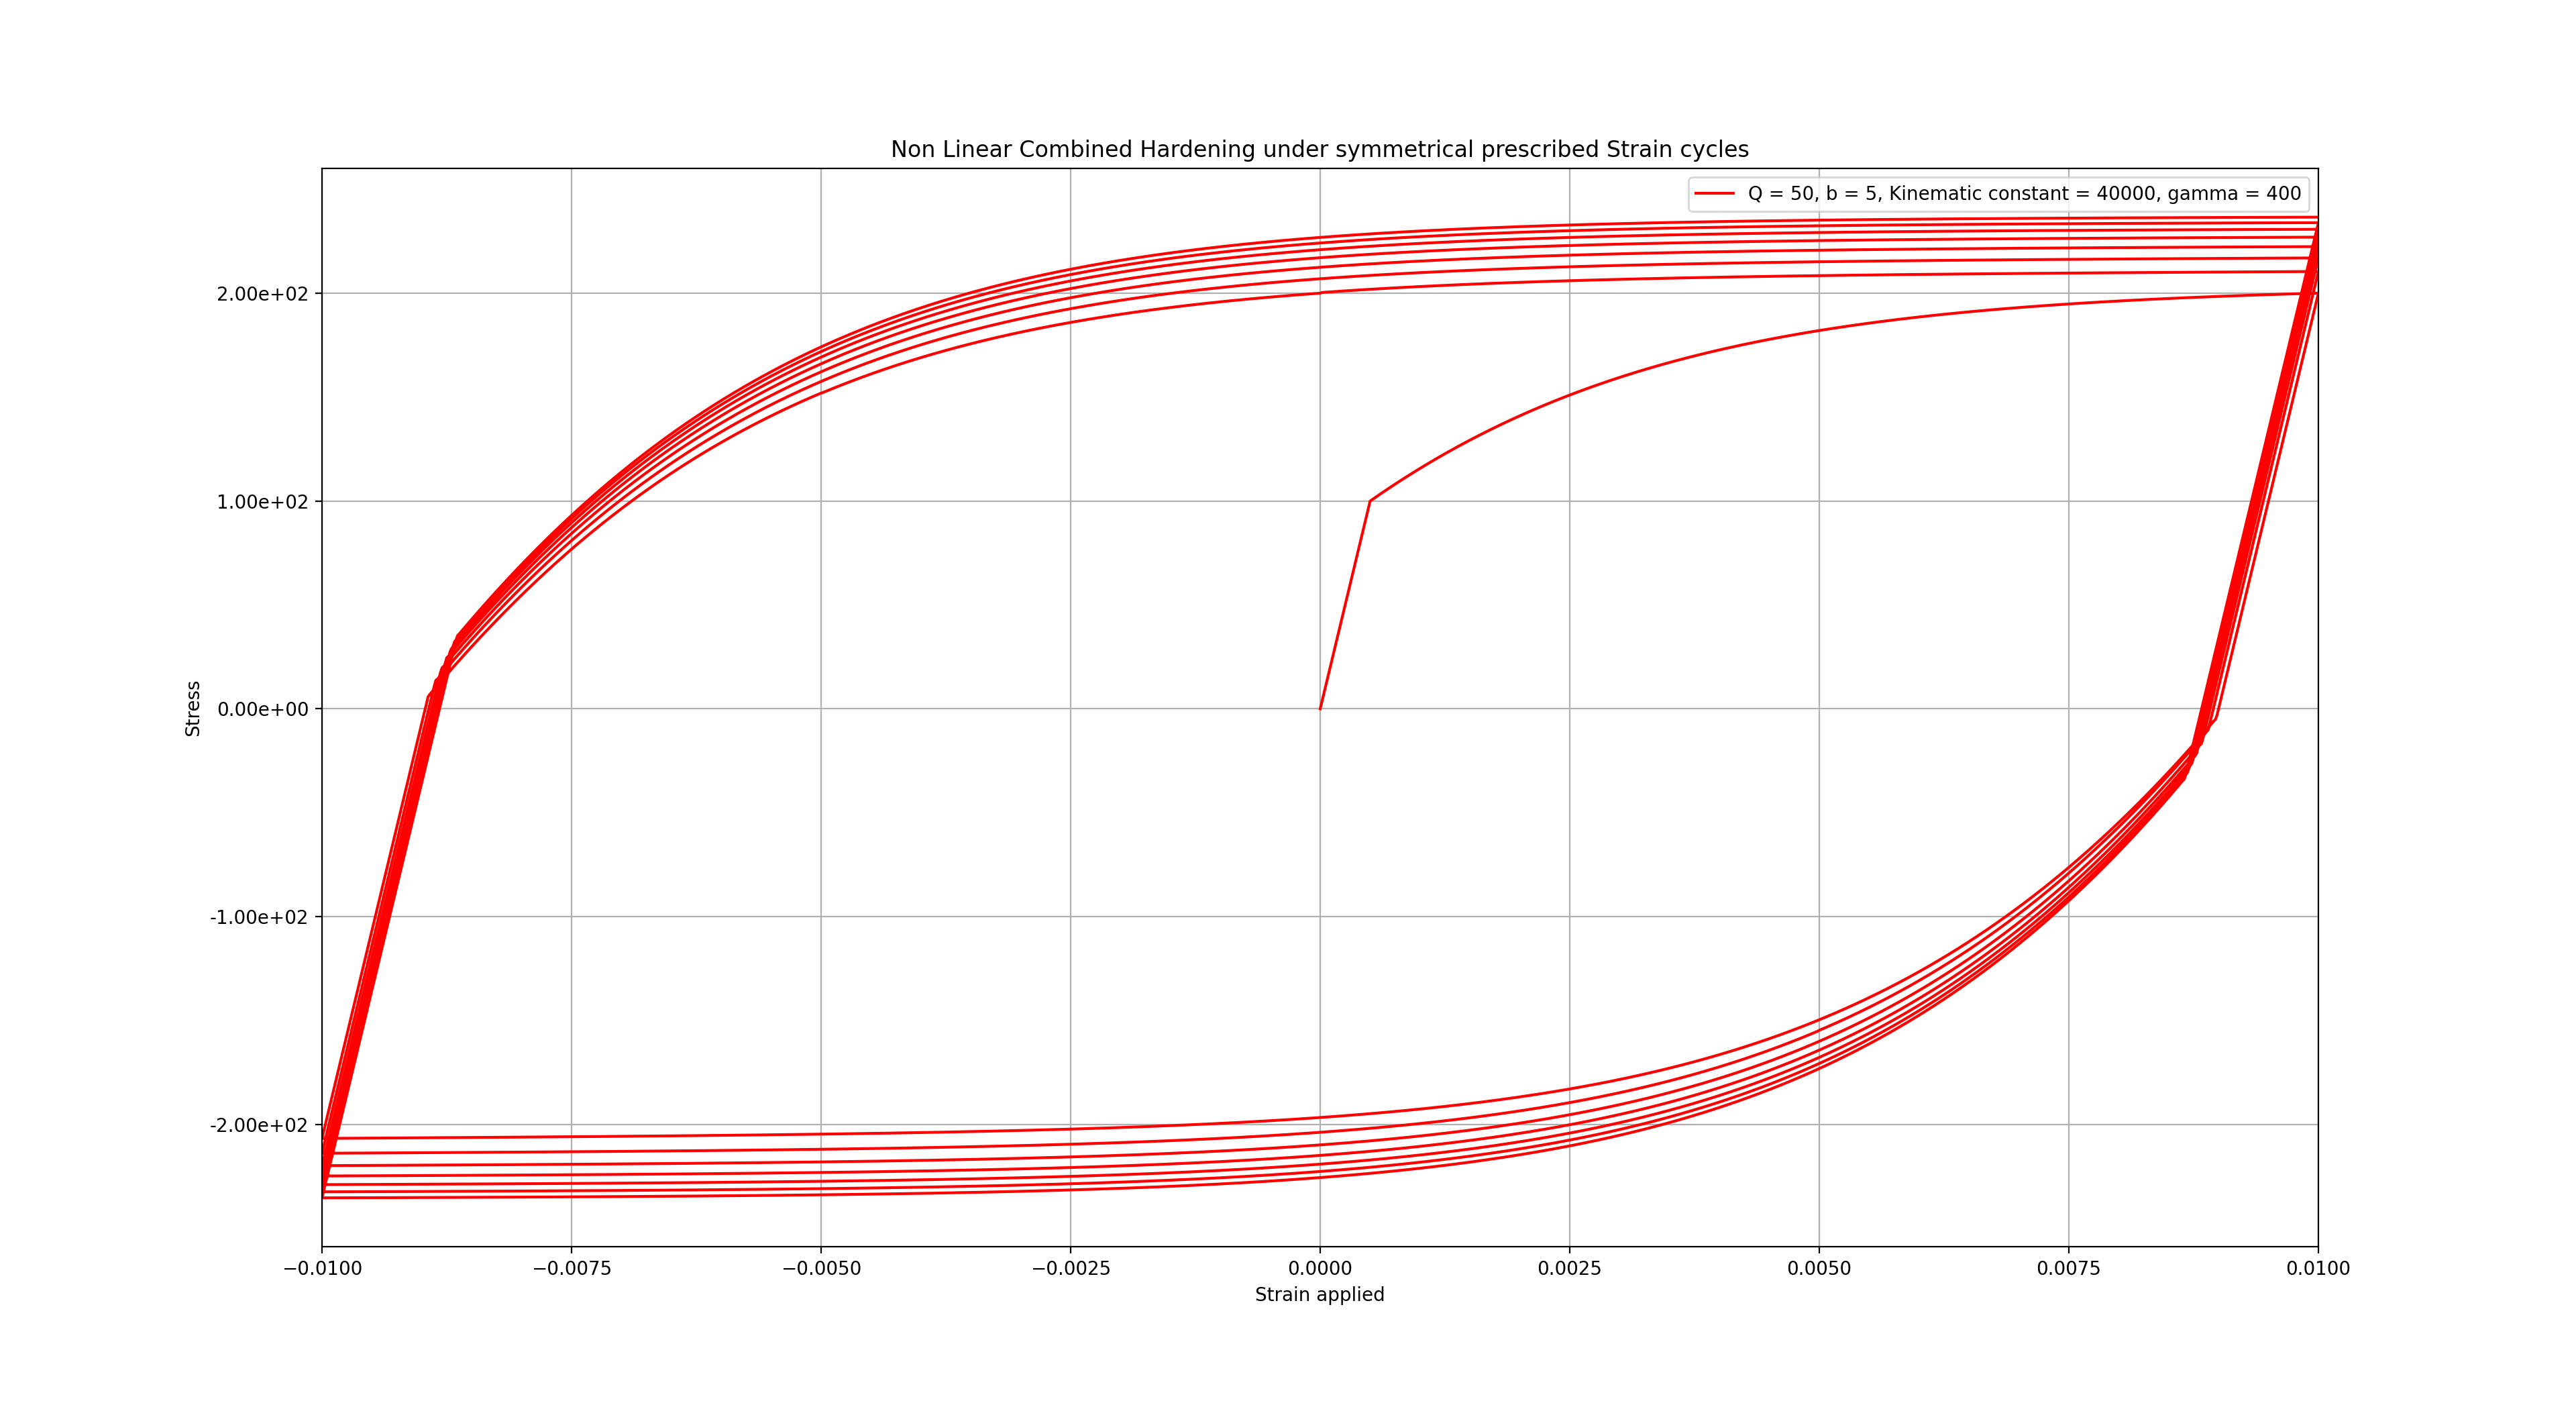 Non Linear Combined Hardening under symmetrical prescribed Strain cycles
Q = 50, b = 5, Kinematic constant = 40000, gamma = 400
2.00e+02
1.00e+02
0.00e+00
-1.00e+02
-2.00e+02
Stress
−0.0100 −0.0075 −0.0050 −0.0025 0.0000 0.0025 0.0050 0.0075 0.0100
Strain applied